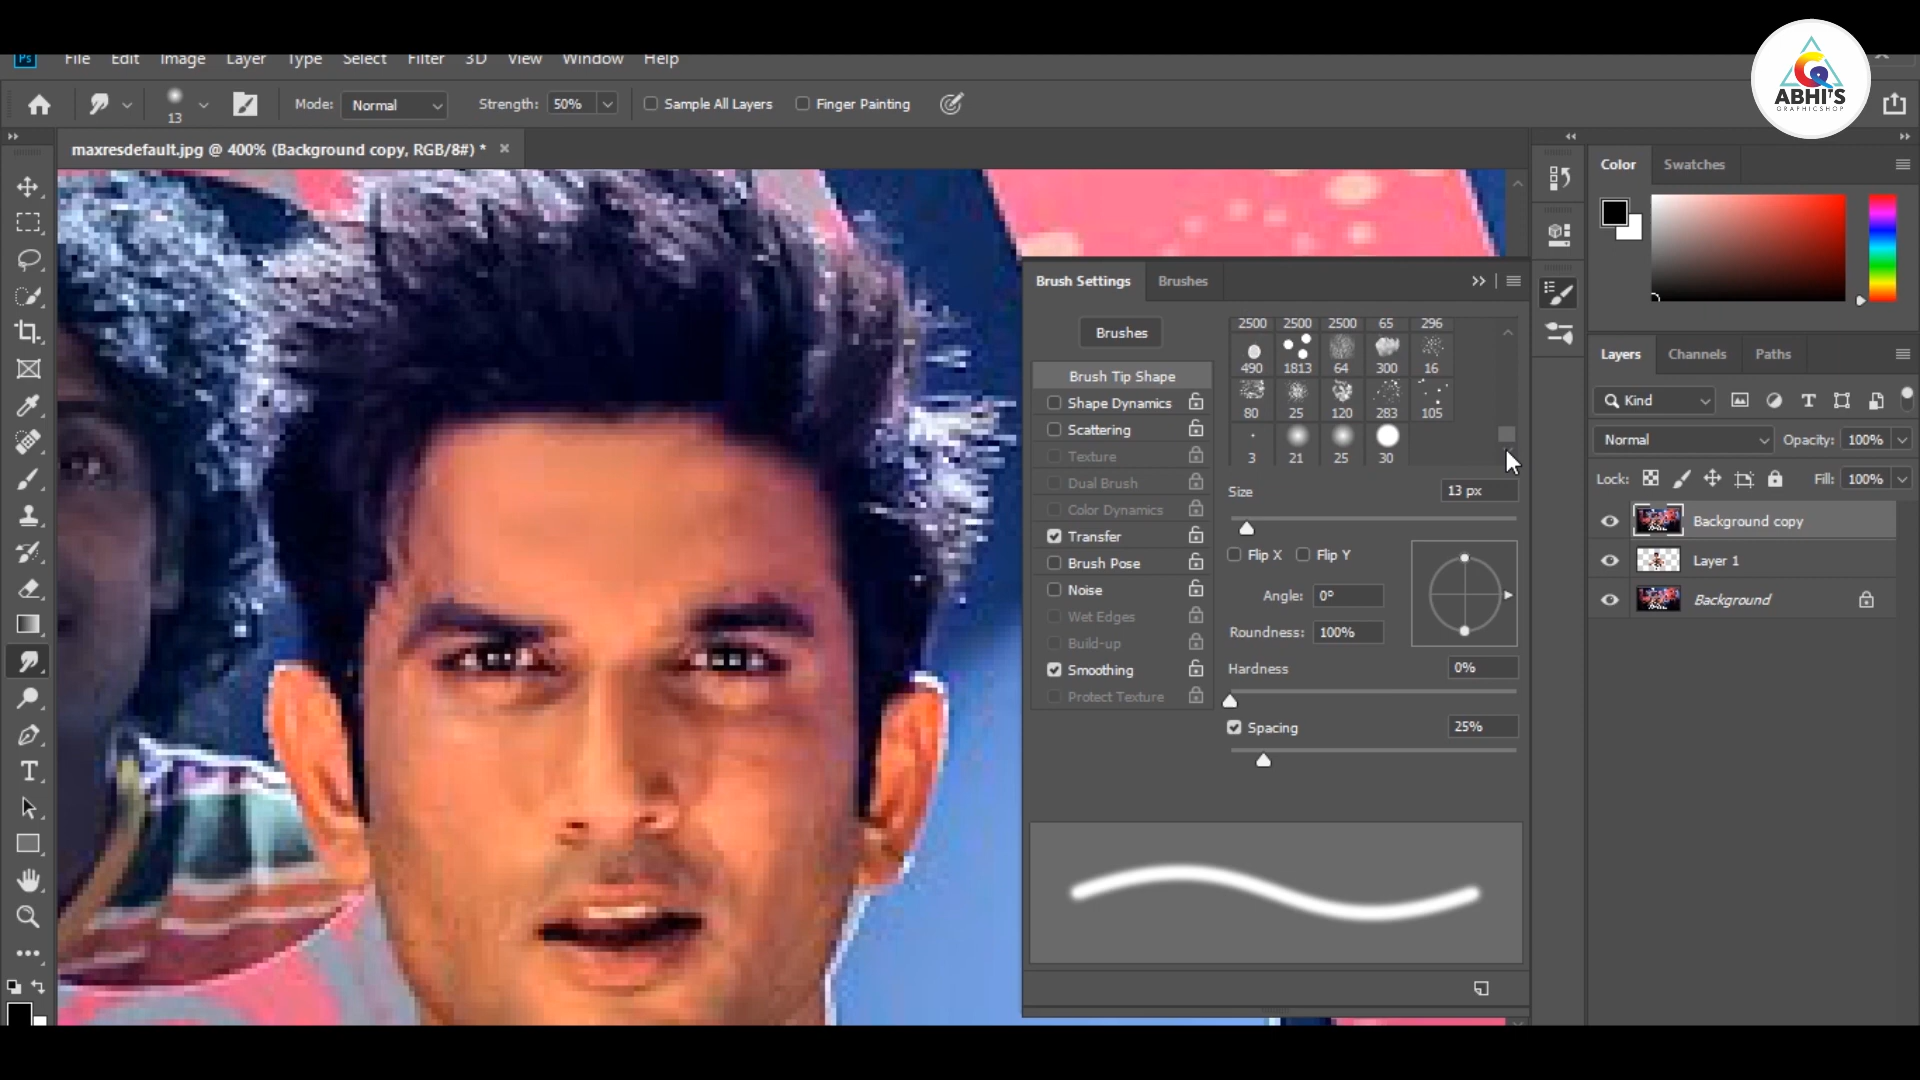 Ps File Edit Image Layer Type Select Filter 3D View Window Help
ABHI'S
GRAPHICSHOP
13 Mode: Normal Strength: 50% Sample All Layers Finger Painting
maxresdefault.jpg @ 400% (Background copy, RGB/8#) * ×
Color Swatches
Brush Settings Brushes
Brushes
2500 2500 2500 65 296
490 1813 64 300 16
80 25 120 283 105
3 21 25 30
Brush Tip Shape
Shape Dynamics
Scattering
Texture
Dual Brush
Color Dynamics
Transfer
Brush Pose
Noise
Wet Edges
Build-up
Smoothing
Protect Texture
Size 13 px
Flip X Flip Y
Angle: 0°
Roundness: 100%
Hardness 0%
Spacing 25%
Layers Channels Paths
Kind
Normal Opacity: 100%
Lock: Fill: 100%
Background copy
Layer 1
Background